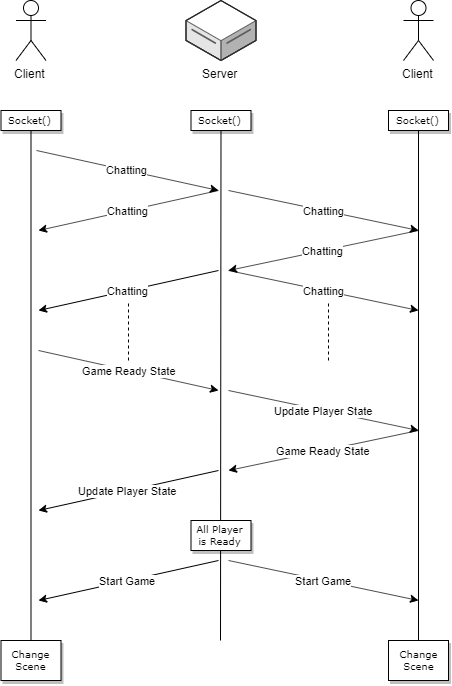 Client
Server
Client
Socket()
Socket()
Socket()
Chatting
Chatting
Chatting
Chatting
Chatting
Chatting
Game Ready State
Update Player State
Game Ready State
Update Player State
All Player
is Ready
Start Game
Start Game
Change
Scene
Change
Scene